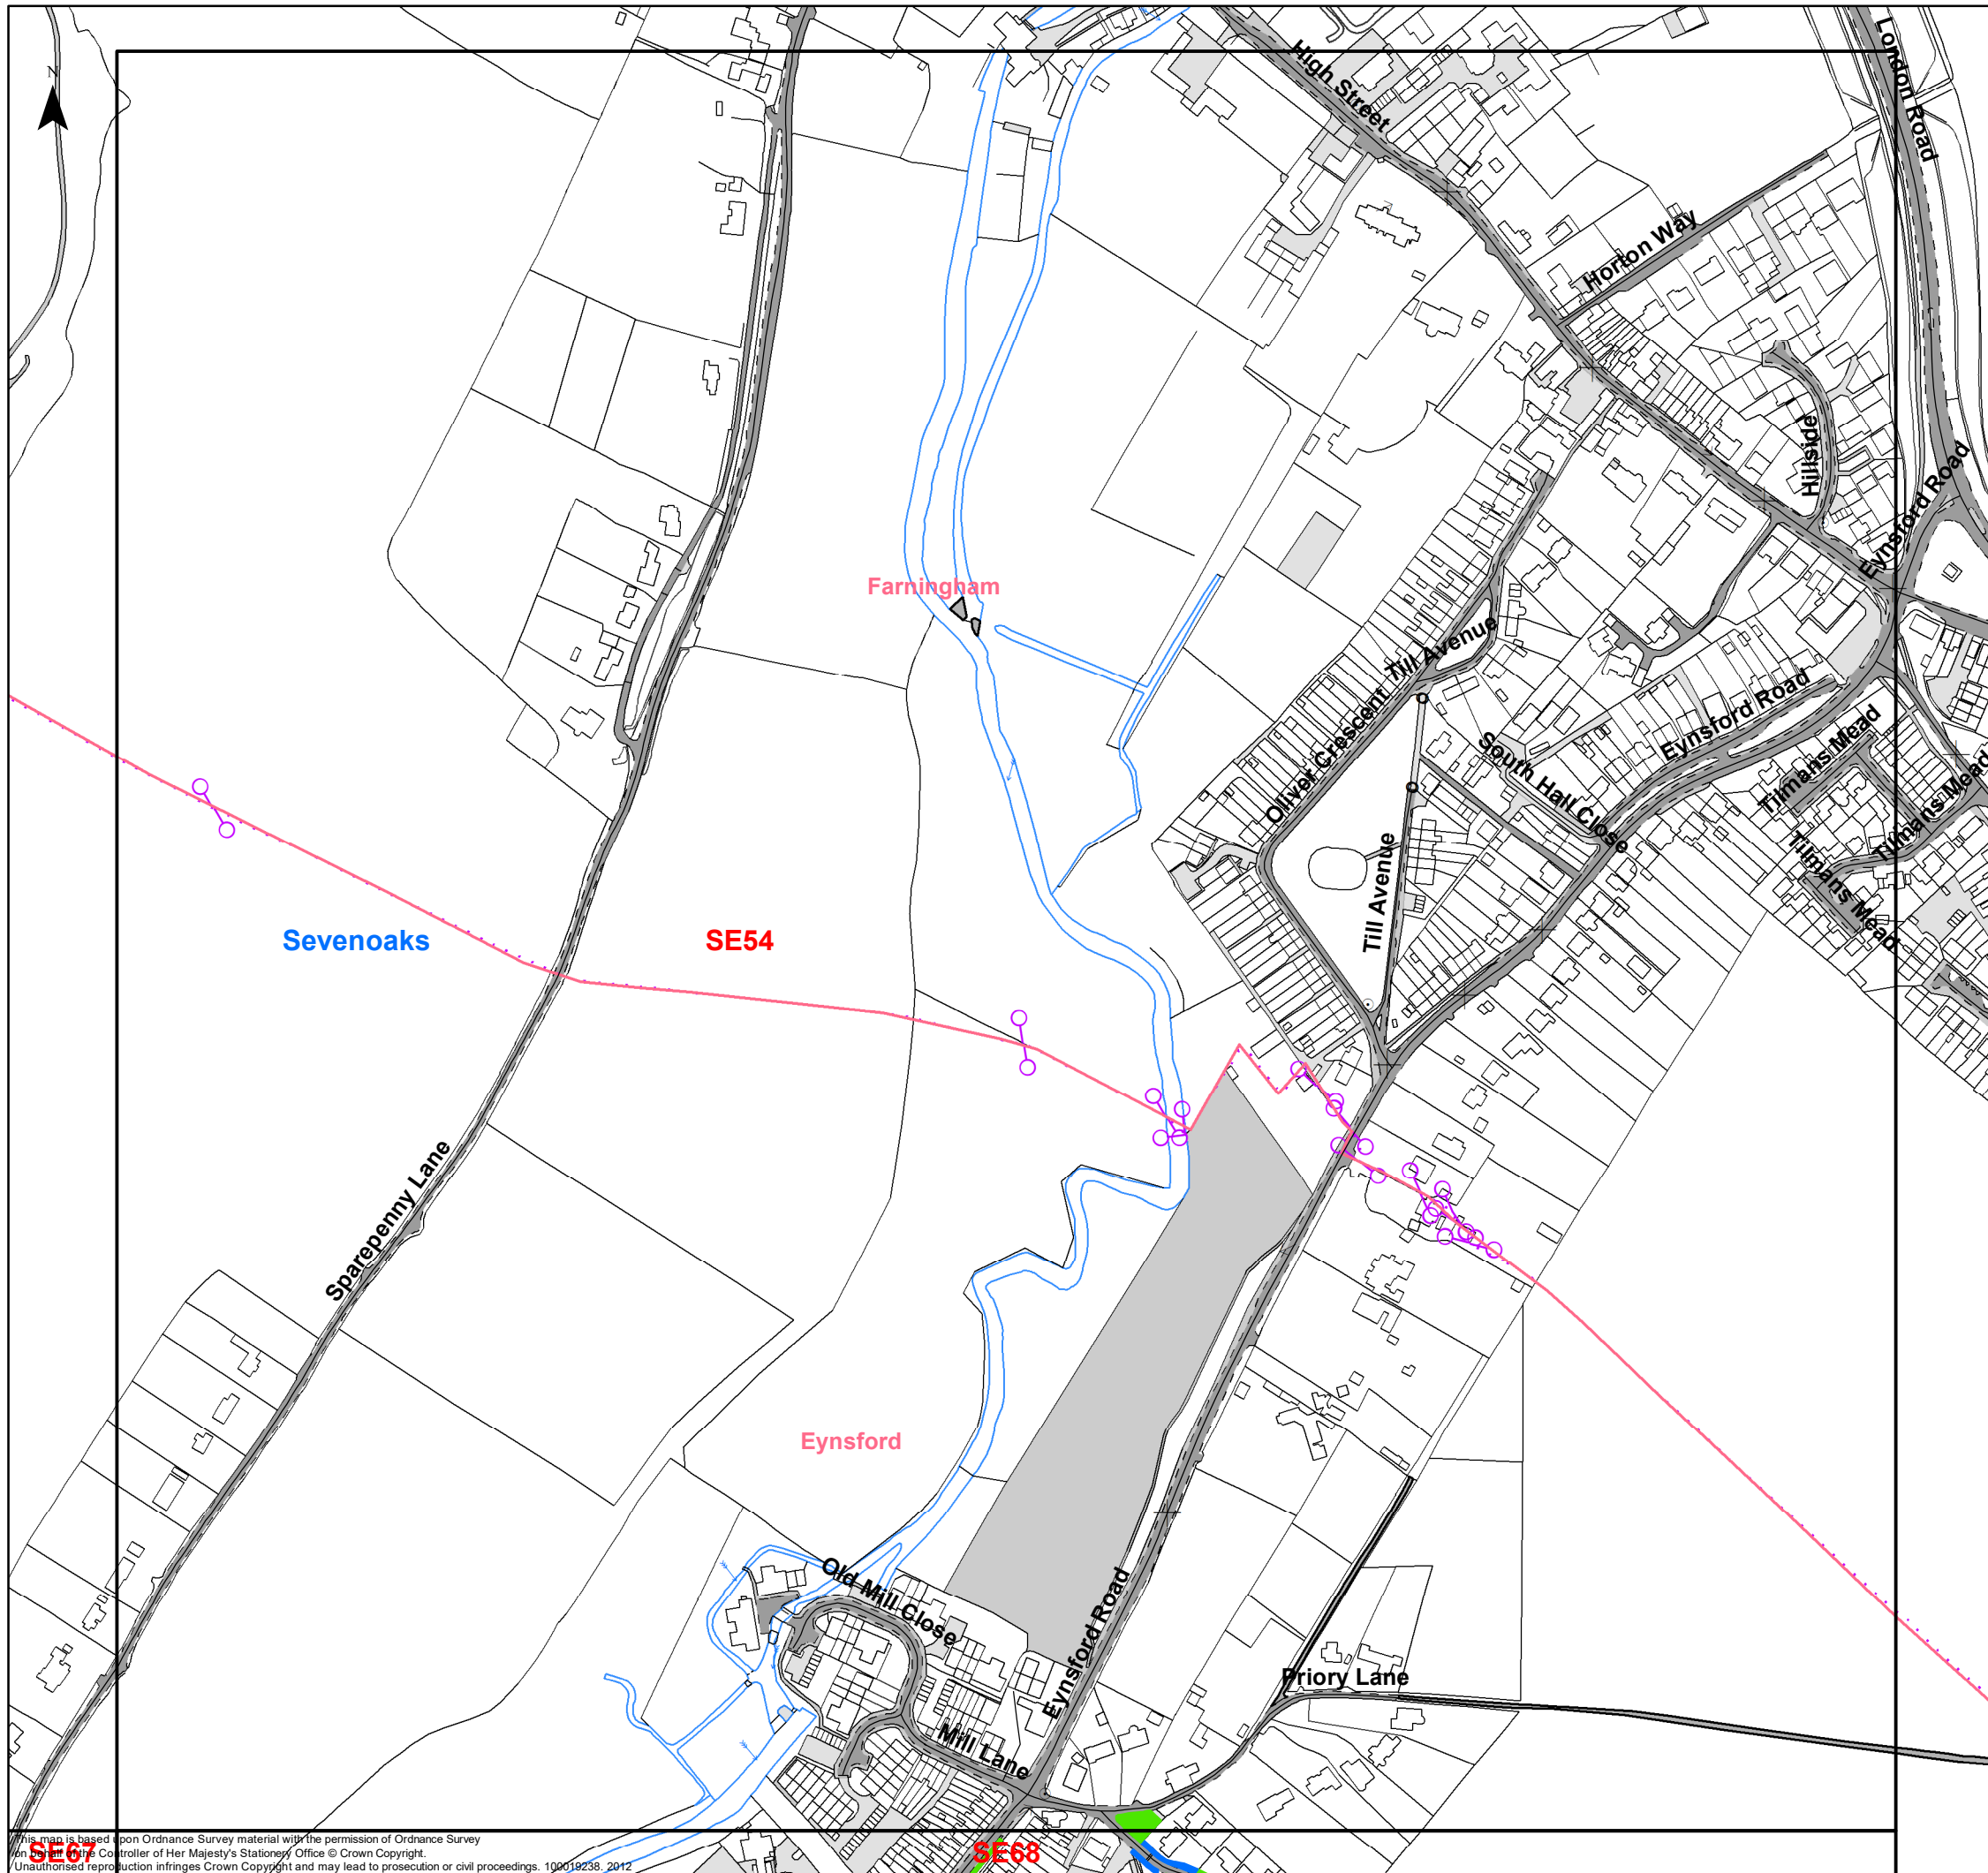 High Street
London Road
N
Horton Way
Hillside
Eynsford Road
Farningham
Till Avenue
Oliver Crescent
Eynsford Road
South Hall Close
Tilmans Mead
Tilmans Mead
Tilmans Mead
Till Avenue
Sevenoaks
SE54
Sparepenny Lane
Eynsford
Old Mill Close
Eynsford Road
Priory Lane
Mill Lane
This map is based upon Ordnance Survey material with the permission of Ordnance Survey
on behalf of the Controller of Her Majesty's Stationery Office © Crown Copyright.
Unauthorised reproduction infringes Crown Copyright and may lead to prosecution or civil proceedings. 100019238. 2012
SE67
SE68